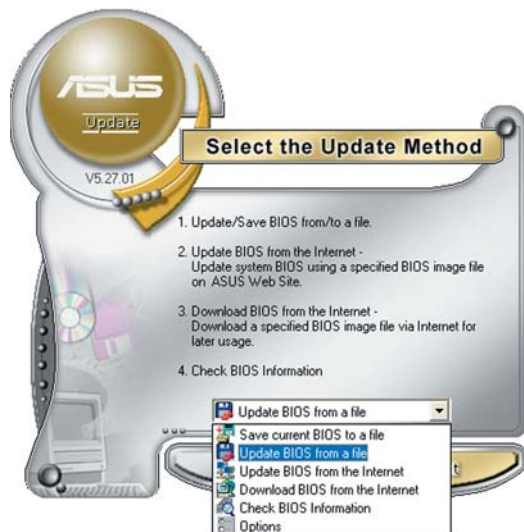 ASUS
Update
V5.27.01
Select the Update Method
1. Update/Save BIOS from/to a file.
2. Update BIOS from the Internet -
Update system BIOS using a specified BIOS image file
on ASUS Web Site.
3. Download BIOS from the Internet -
Download a specified BIOS image file via Internet for
later usage.
4. Check BIOS Information
Update BIOS from a file
Save current BIOS to a file
Update BIOS from a file
Update BIOS from the Internet
Download BIOS from the Internet
Check BIOS Information
Options